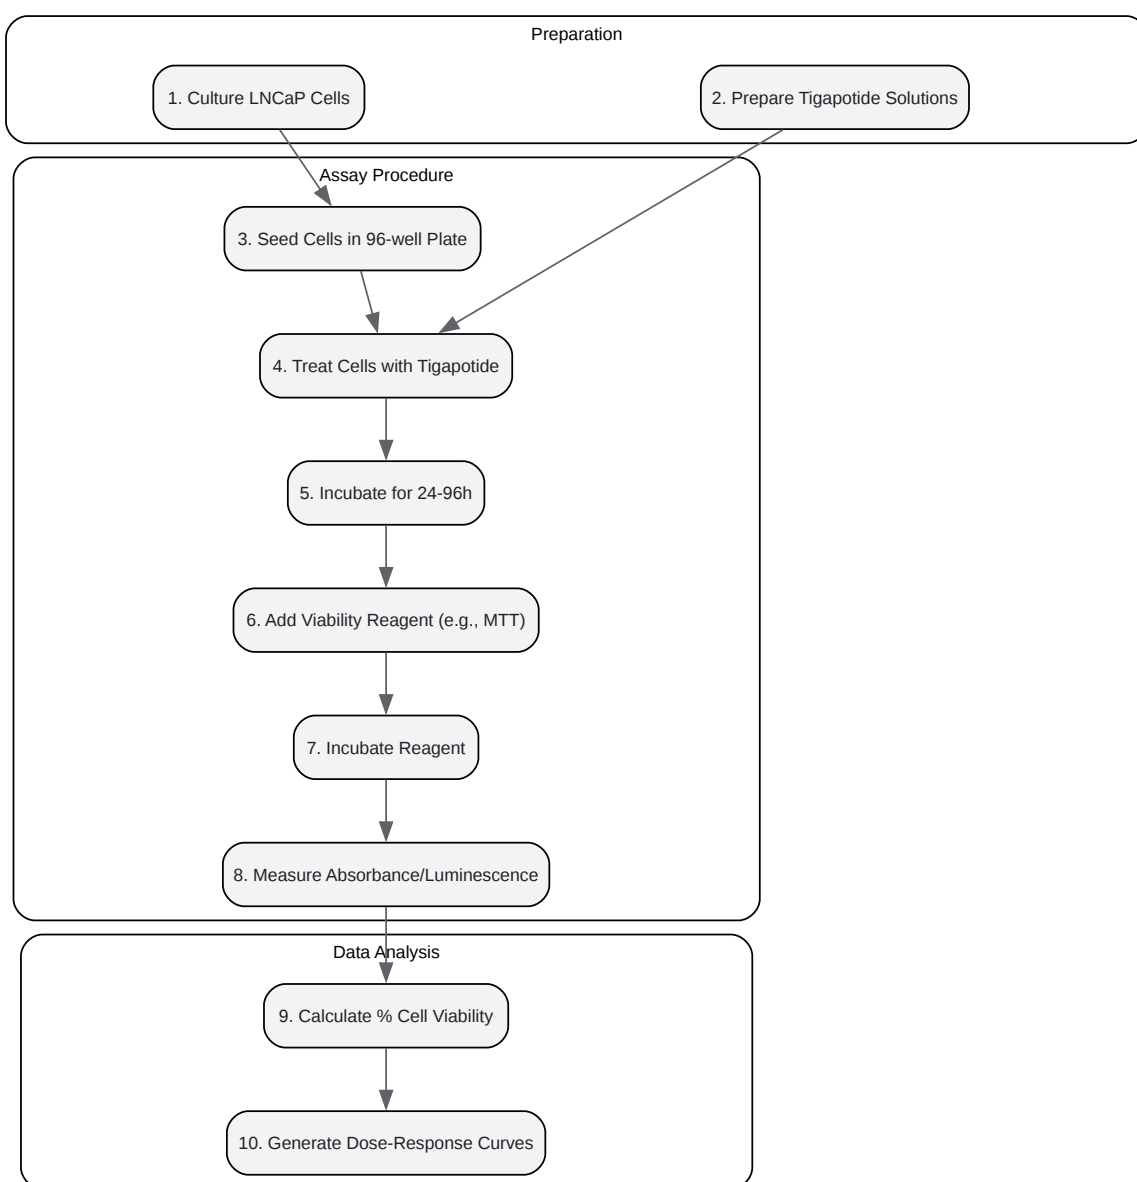 Preparation
1. Culture LNCaP Cells
2. Prepare Tigapotide Solutions
Assay Procedure
3. Seed Cells in 96-well Plate
4. Treat Cells with Tigapotide
5. Incubate for 24-96h
6. Add Viability Reagent (e.g., MTT)
7. Incubate Reagent
8. Measure Absorbance/Luminescence
Data Analysis
9. Calculate % Cell Viability
10. Generate Dose-Response Curves